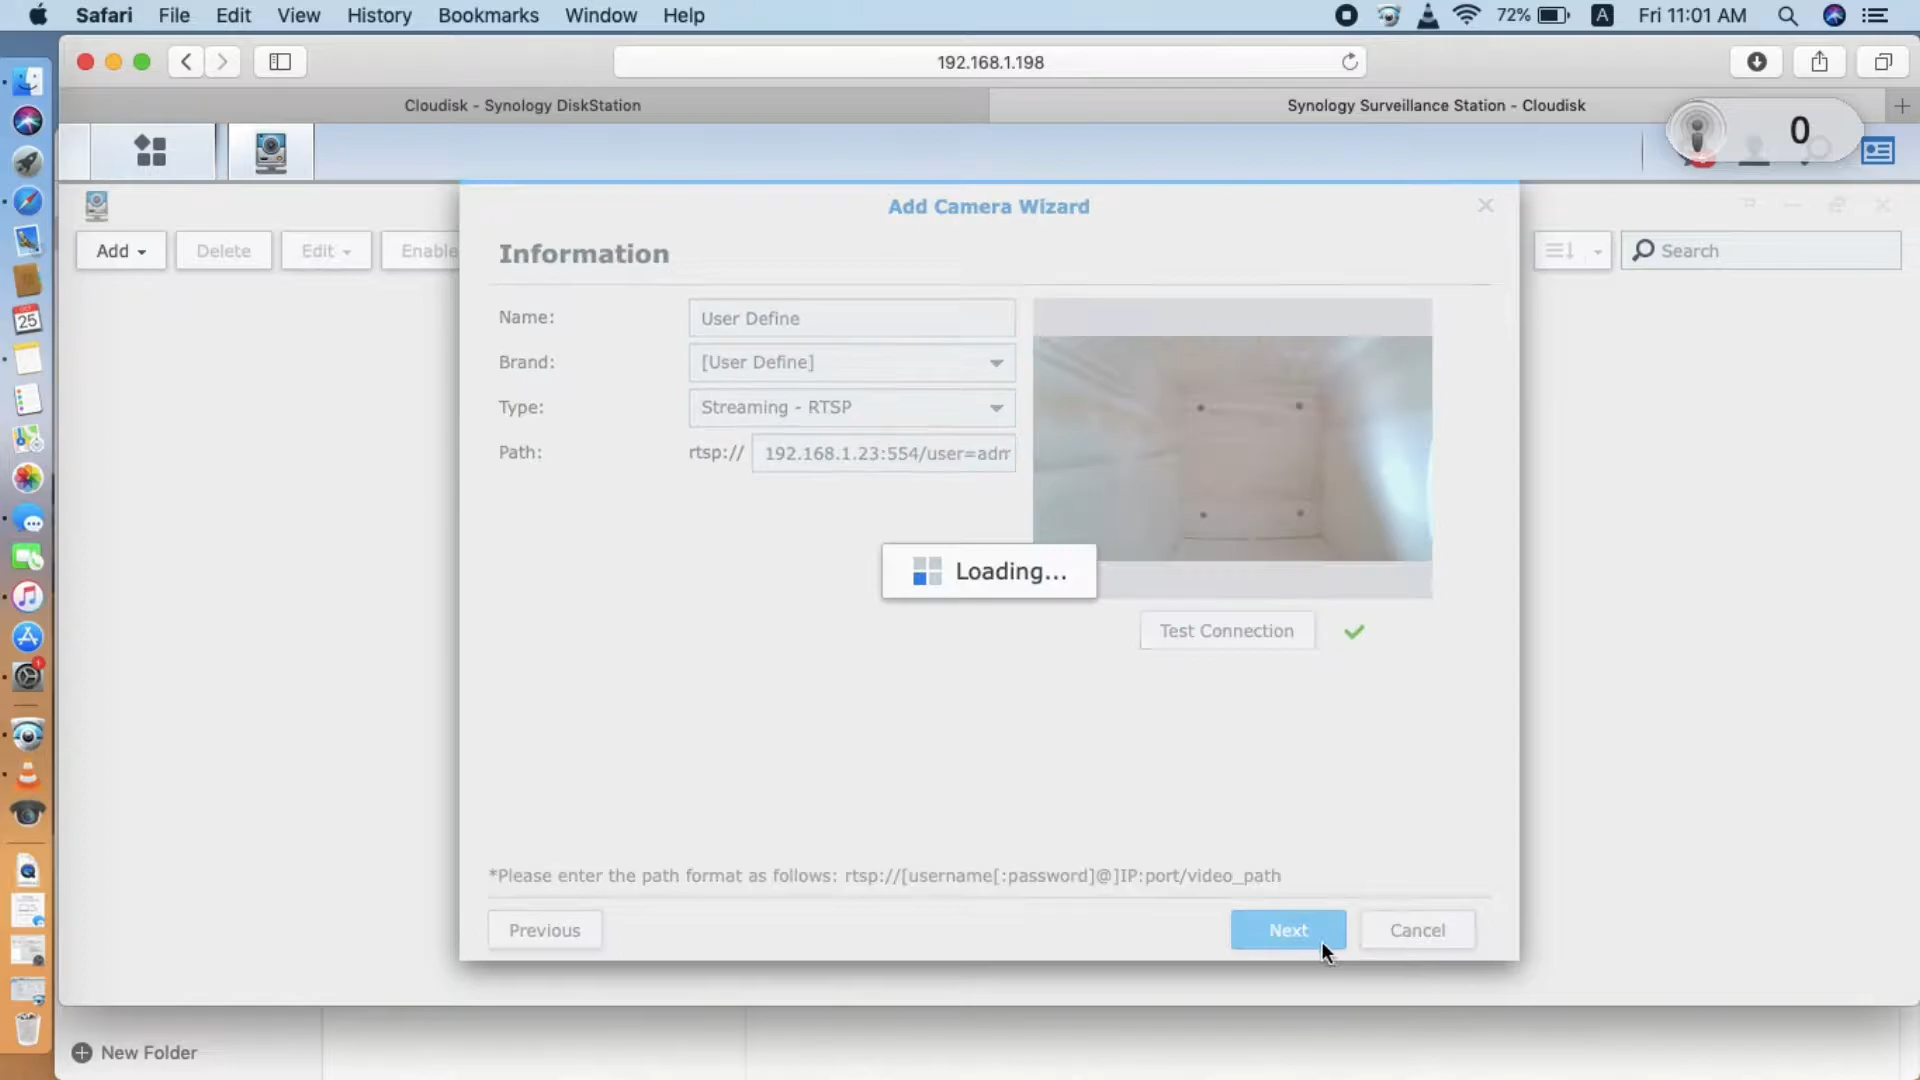 Safari File Edit View History Bookmarks Window Help 72% A Fri 11:01 AM
192.168.1.198
Cloudisk - Synology DiskStation Synology Surveillance Station - Cloudisk
0
Add Camera Wizard
Add Delete Edit Enable Search
Information
Name: User Define
Brand: [User Define]
Type: Streaming - RTSP
Path: rtsp:// 192.168.1.23:554/user=adm
Loading...
Test Connection
*Please enter the path format as follows: rtsp://[username[:password]@]IP:port/video_path
Previous Next Cancel
New Folder
25
1